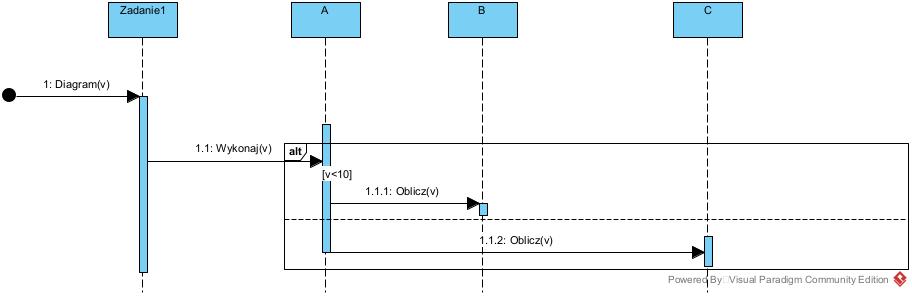 Zadanie1
A
B
C
1: Diagram(v)
1.1: Wykonaj(v)
alt
[v<10]
1.1.1: Oblicz(v)
1.1.2: Oblicz(v)
Powered By Visual Paradigm Community Edition